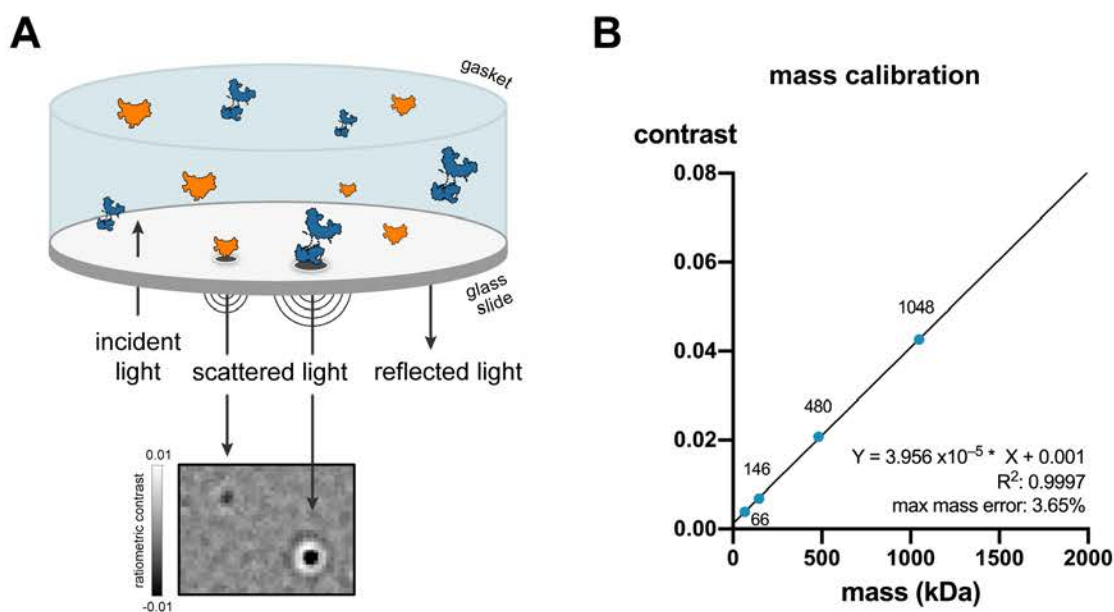 A
gasket
glass
slide
incident
light
scattered light
reflected light
0.01
ratiometric contrast
-0.01
B
mass calibration
contrast
0.08
0.06
1048
0.04
480
0.02
Y = 3.956 x10⁻⁵ * X + 0.001
146
R²: 0.9997
max mass error: 3.65%
66
0.00
0
500
1000
1500
2000
mass (kDa)